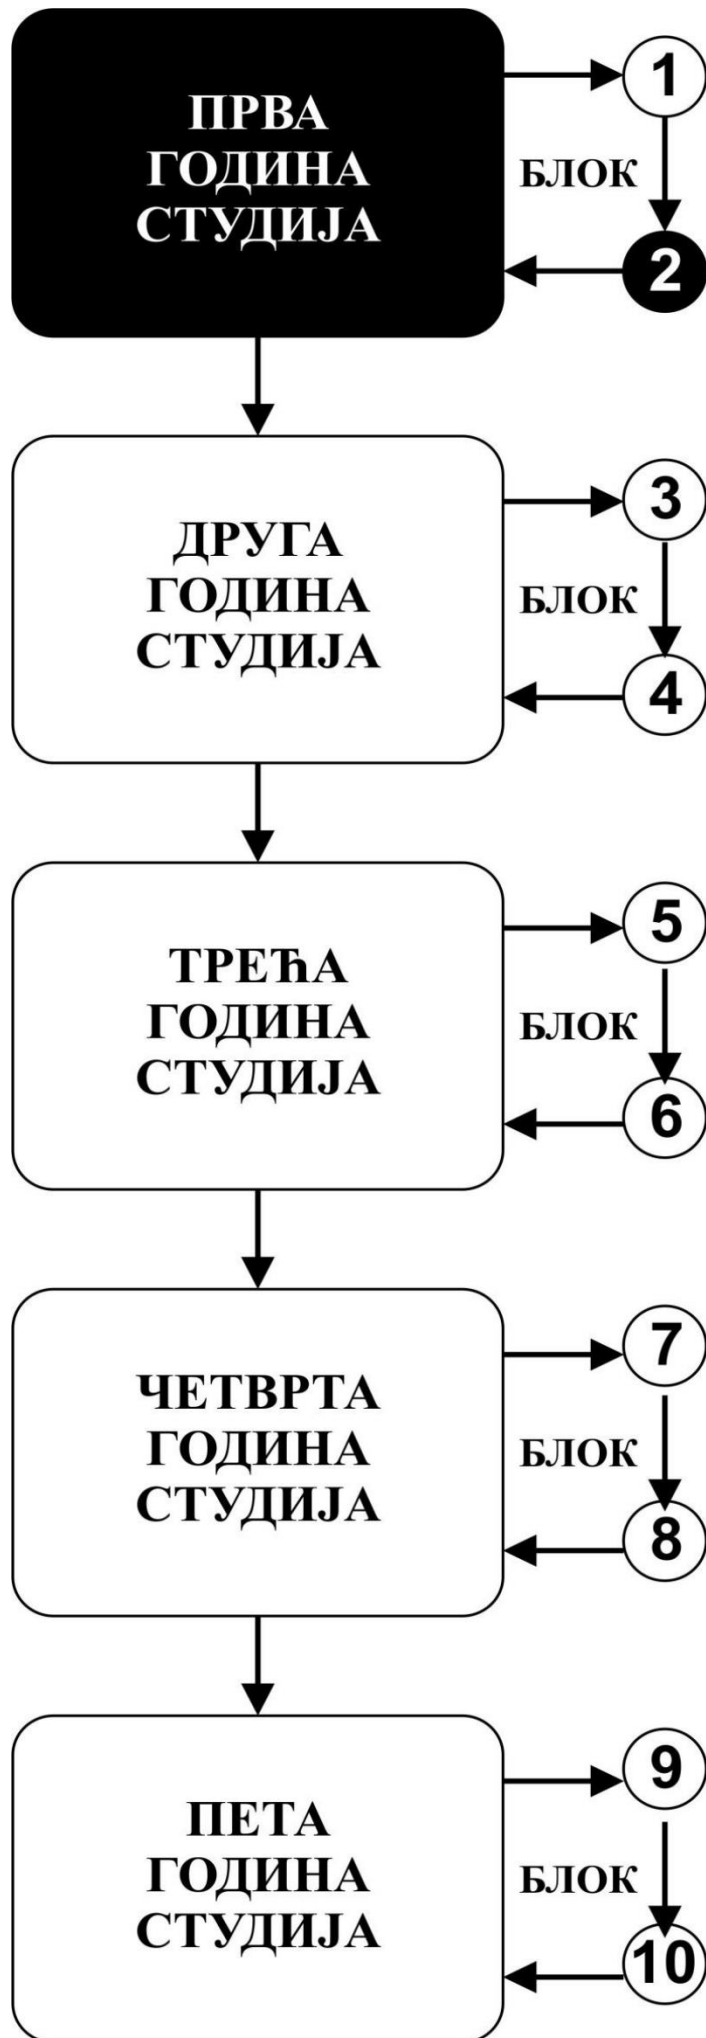 ПРВА
ГОДИНА
СТУДИЈА
1
БЛОК
2
ДРУГА
ГОДИНА
СТУДИЈА
3
БЛОК
4
ТРЕЋА
ГОДИНА
СТУДИЈА
5
БЛОК
6
ЧЕТВРТА
ГОДИНА
СТУДИЈА
7
БЛОК
8
ПЕТА
ГОДИНА
СТУДИЈА
9
БЛОК
10